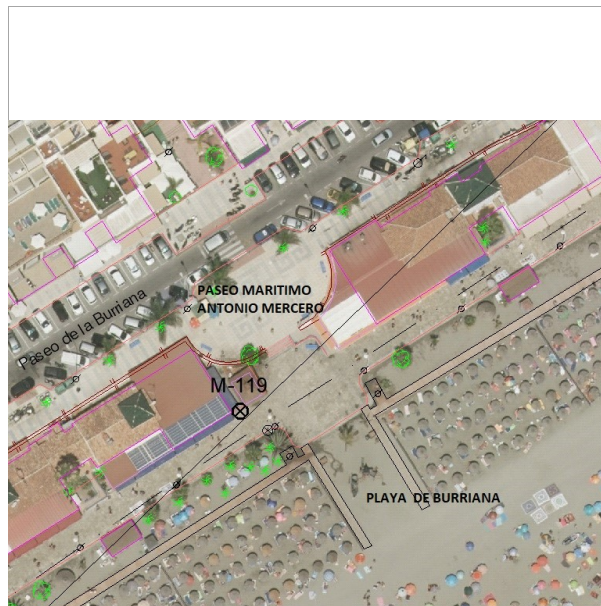 PASEO MARITIMO
ANTONIO MERCERO
Paseo de la Burriana
M-119
PLAYA DE BURRIANA